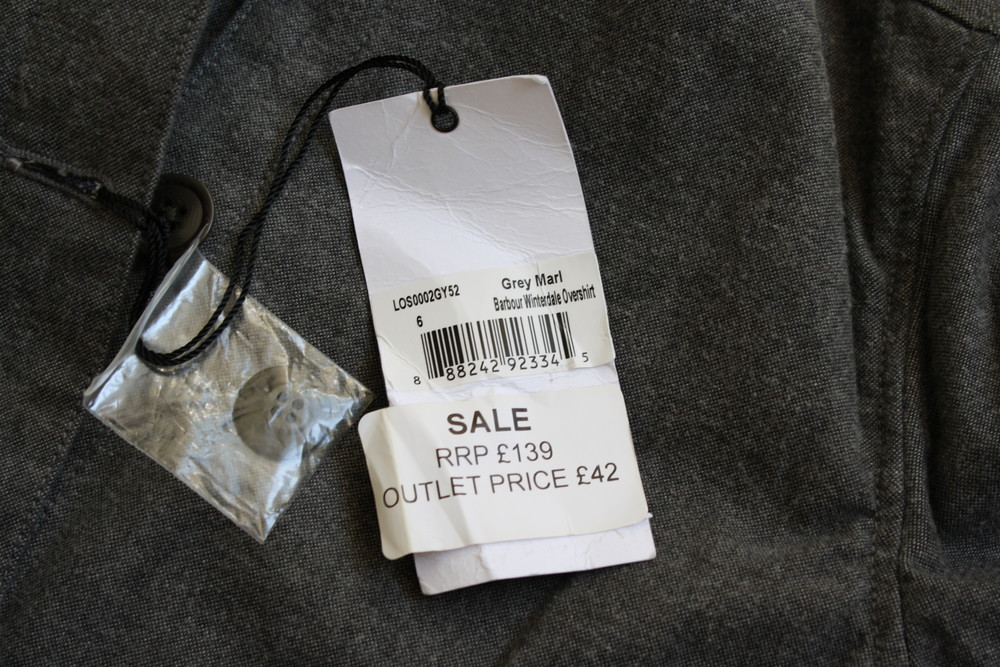 Grey Marl
LOS0002GY52 Barbour Winterdale Overshirt
6
8 88242 92334 5
SALE
RRP £139
OUTLET PRICE £42